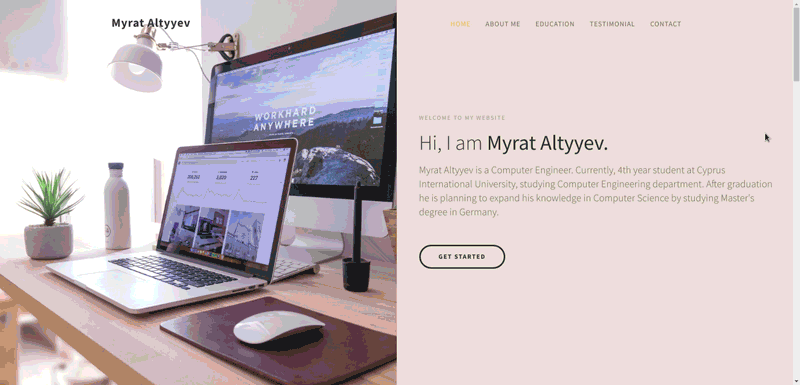 Myrat Altyyev
HOME ABOUT ME EDUCATION TESTIMONIAL CONTACT
WORKHARD
ANYWHERE
WELCOME TO MY WEBSITE
Hi, I am Myrat Altyyev.
Myrat Altyyev is a Computer Engineer. Currently, 4th year student at Cyprus
International University, studying Computer Engineering department. After graduation
he is planning to expand his knowledge in Computer Science by studying Master's
degree in Germany.
GET STARTED